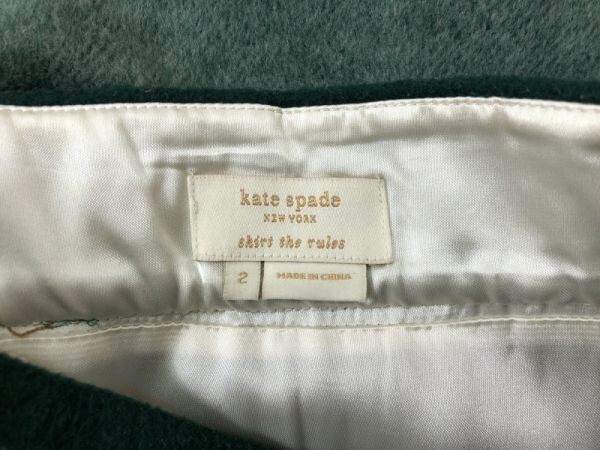 kate spade
NEW YORK
skirt the rules
2
MADE IN CHINA